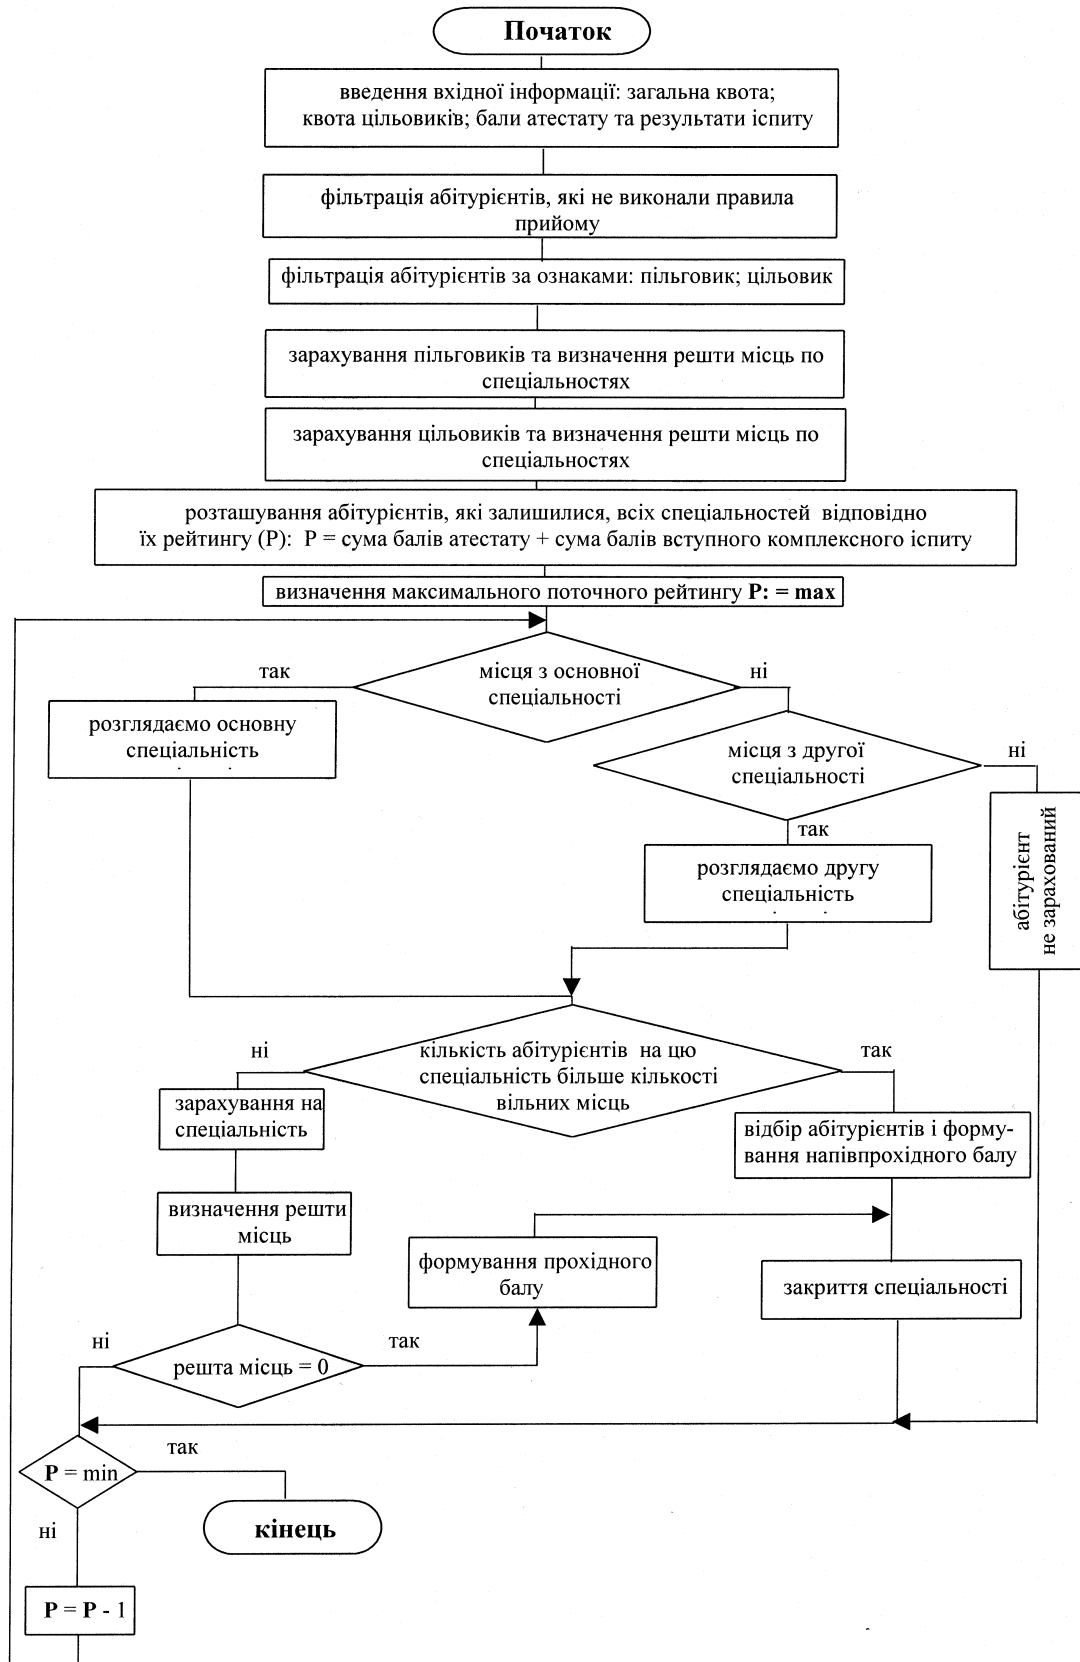 Початок
введення вхідної інформації: загальна квота;
квота цільовиків; бали атестату та результати іспиту
фільтрація абітурієнтів, які не виконали правила
прийому
фільтрація абітурієнтів за ознаками: пільговик; цільовик
зарахування пільговиків та визначення решти місць по
спеціальностях
зарахування цільовиків та визначення решти місць по
спеціальностях
розташування абітурієнтів, які залишилися, всіх спеціальностей відповідно
їх рейтингу (P): P = сума балів атестату + сума балів вступного комплексного іспиту
визначення максимального поточного рейтингу P: = max
так
місця з основної
спеціальності
ні
розглядаємо основну
спеціальність
місця з другої
спеціальності
ні
так
розглядаємо другу
спеціальність
абітурієнт
не зарахований
ні
кількість абітурієнтів на цю
спеціальність більше кількості
вільних місць
так
зарахування на
спеціальність
відбір абітурієнтів і форму-
вання напівпрохідного балу
визначення решти
місць
формування прохідного
балу
закриття спеціальності
ні
решта місць = 0
так
P = min
так
кінець
ні
P = P - 1